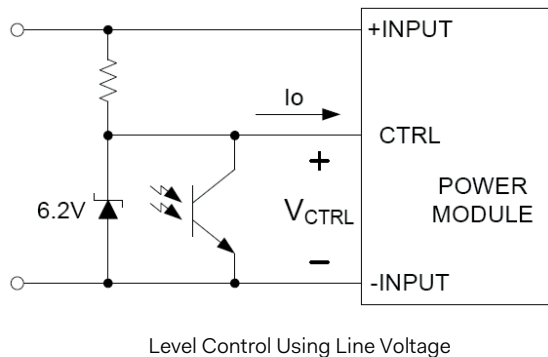 +INPUT
Io
CTRL
+
6.2V
VCTRL
POWER
MODULE
−
-INPUT
Level Control Using Line Voltage